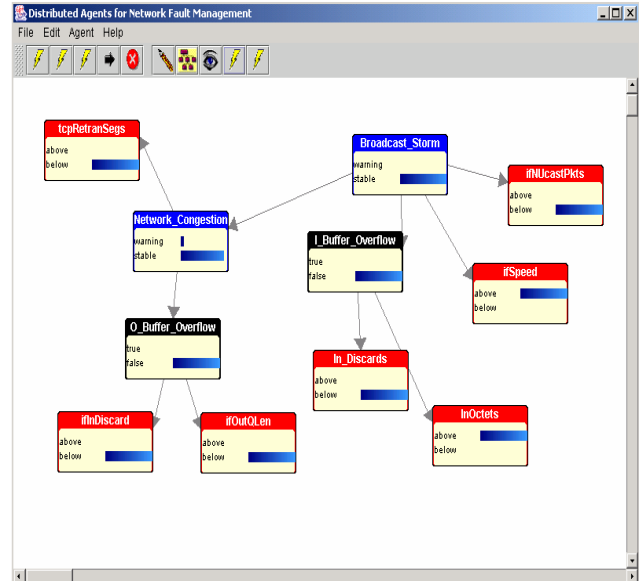 Distributed Agents for Network Fault Management
File Edit Agent Help
tcpRetranSegs
above
below
Broadcast_Storm
warning
stable
ifNUcastPkts
above
below
Network_Congestion
warning
stable
I_Buffer_Overflow
true
false
ifSpeed
above
below
O_Buffer_Overflow
true
false
In_Discards
above
below
InOctets
above
below
ifInDiscard
above
below
ifOutQLen
above
below